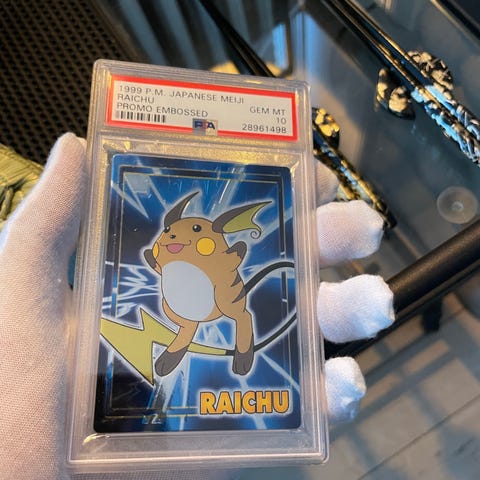 1999 P.M. JAPANESE MEIJI
RAICHU
GEM MT
PROMO EMBOSSED
10
PSA
28961498
RAICHU